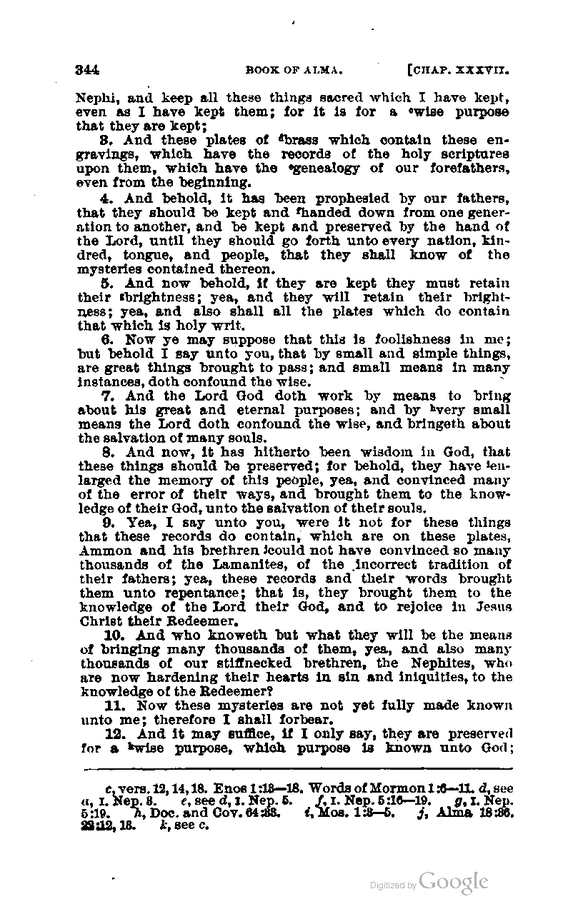 344 BOOK OF ALMA. [CHAP. XXXVII.
Nephi, and keep all these things sacred which I have kept,
even as I have kept them; for it is for a ᶜwise purpose
that they are kept;
3. And these plates of ᵈbrass which contain these en-
gravings, which have the records of the holy scriptures
upon them, which have the ᵉgenealogy of our forefathers,
even from the beginning.
4. And behold, it has been prophesied by our fathers,
that they should be kept and ᶠhanded down from one gener-
ation to another, and be kept and preserved by the hand of
the Lord, until they should go forth unto every nation, kin-
dred, tongue, and people, that they shall know of the
mysteries contained thereon.
5. And now behold, if they are kept they must retain
their ᵍbrightness; yea, and they will retain their bright-
ness; yea, and also shall all the plates which do contain
that which is holy writ.
6. Now ye may suppose that this is foolishness in me;
but behold I say unto you, that by small and simple things,
are great things brought to pass; and small means in many
instances, doth confound the wise.
7. And the Lord God doth work by means to bring
about his great and eternal purposes; and by ʰvery small
means the Lord doth confound the wise, and bringeth about
the salvation of many souls.
8. And now, it has hitherto been wisdom in God, that
these things should be preserved; for behold, they have ⁱen-
larged the memory of this people, yea, and convinced many
of the error of their ways, and brought them to the know-
ledge of their God, unto the salvation of their souls.
9. Yea, I say unto you, were it not for these things
that these records do contain, which are on these plates,
Ammon and his brethren ʲcould not have convinced so many
thousands of the Lamanites, of the incorrect tradition of
their fathers; yea, these records and their words brought
them unto repentance; that is, they brought them to the
knowledge of the Lord their God, and to rejoice in Jesus
Christ their Redeemer.
10. And who knoweth but what they will be the means
of bringing many thousands of them, yea, and also many
thousands of our stiffnecked brethren, the Nephites, who
are now hardening their hearts in sin and iniquities, to the
knowledge of the Redeemer?
11. Now these mysteries are not yet fully made known
unto me; therefore I shall forbear.
12. And it may suffice, if I only say, they are preserved
for a ᵏwise purpose, which purpose is known unto God;
c, vers. 12, 14, 18. Enos 1:13—18. Words of Mormon 1:6—11. d, see
a, I. Nep. 3. e, see d, I. Nep. 5. f, I. Nep. 5:16—19. g, I. Nep.
5:19. h, Doc. and Cov. 64:33. i, Mos. 1:3—5. j, Alma 18:36.
22:12, 13. k, see c.
Digitized by Google